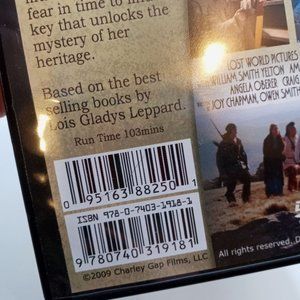 fear in time to find
key that unlocks the
mystery of her
heritage.
Based on the best
selling books by
Lois Gladys Leppard.
Run Time 103mins
0 95163 88250 1
ISBN 978-0-7403-1918-1
9 780740 319181
©2009 Charley Gap Films, LLC
LOST WORLD PICTURES
WILLIAM SMITH YELTON AM
ANGELA OBERER CRAIG
JOY CHAPMAN, OWEN SMITH
All rights reserved. D